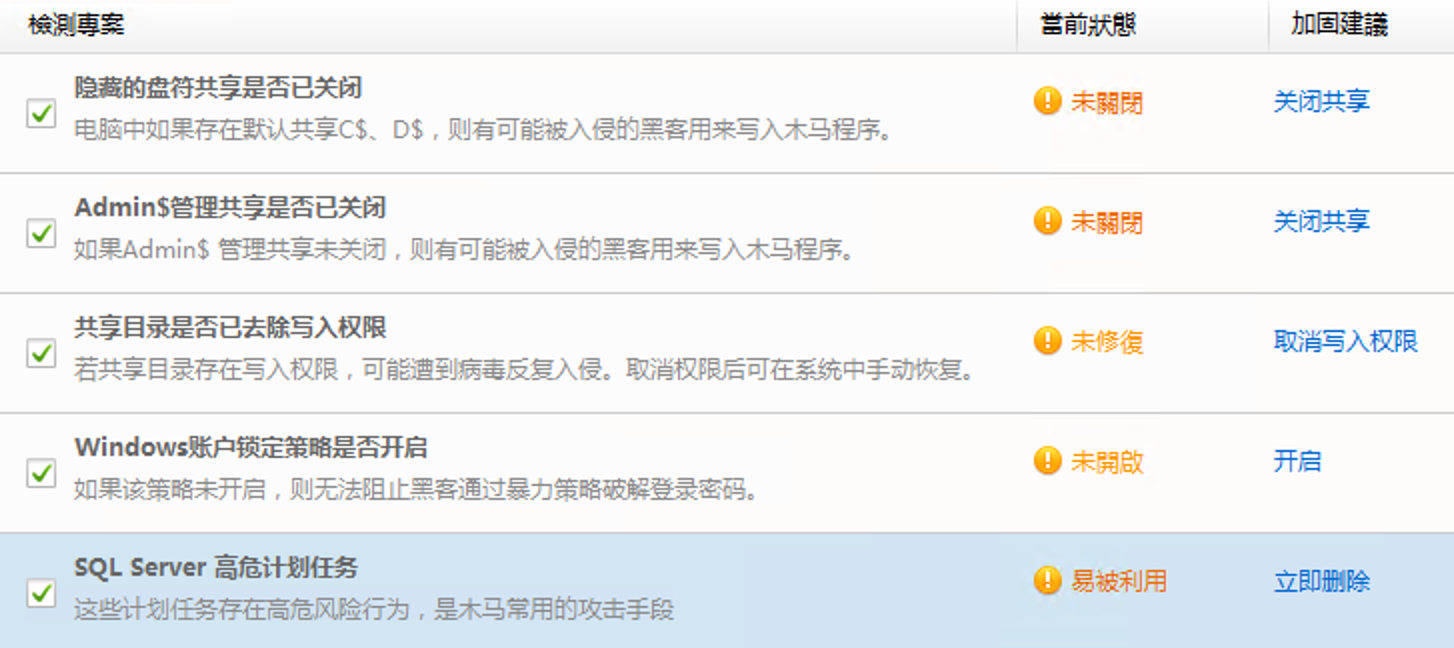 檢測專案 當前狀態 加固建議
隐藏的盘符共享是否已关闭
电脑中如果存在默认共享C$、D$，则有可能被入侵的黑客用来写入木马程序。
未關閉 关闭共享
Admin$管理共享是否已关闭
如果Admin$ 管理共享未关闭，则有可能被入侵的黑客用来写入木马程序。
未關閉 关闭共享
共享目录是否已去除写入权限
若共享目录存在写入权限，可能遭到病毒反复入侵。取消权限后可在系统中手动恢复。
未修復 取消写入权限
Windows账户锁定策略是否开启
如果该策略未开启，则无法阻止黑客通过暴力策略破解登录密码。
未開啟 开启
SQL Server 高危计划任务
这些计划任务存在高危风险行为，是木马常用的攻击手段
易被利用 立即删除